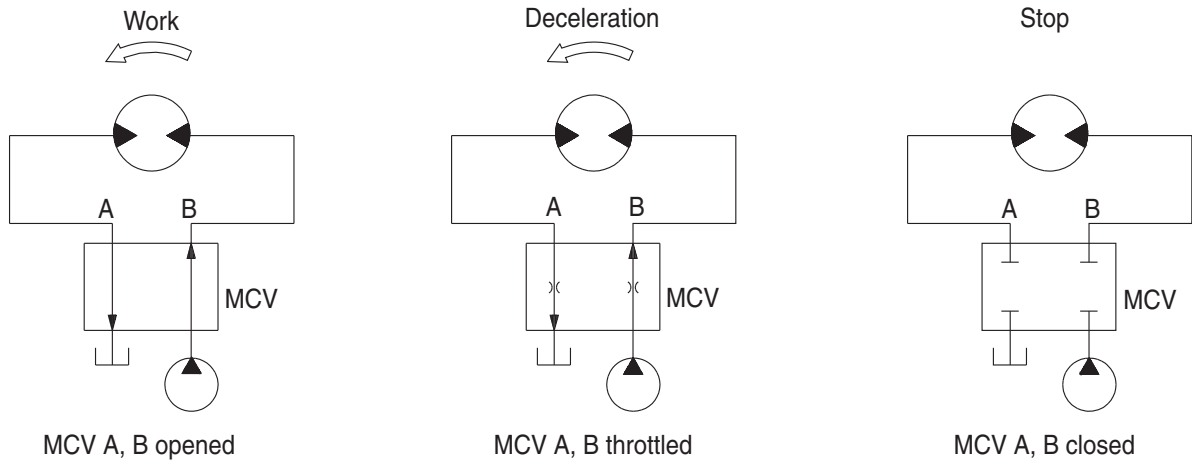 Work
Deceleration
Stop
A B
MCV
A B
MCV
A B
MCV
MCV A, B opened
MCV A, B throttled
MCV A, B closed